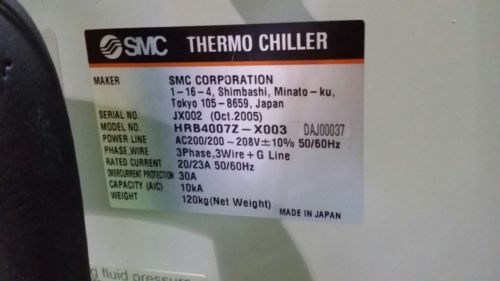 SMC THERMO CHILLER
MAKER SMC CORPORATION
1-16-4, Shimbashi, Minato-ku,
Tokyo 105-8659, Japan
SERIAL NO. JX002 (Oct.2005)
MODEL NO. HRB4007Z-X003 DAJ00037
POWER LINE AC200/200~208V±10% 50/60Hz
PHASE,WIRE 3Phase,3Wire+G Line
RATED CURRENT 20/23A 50/60Hz
OVERCURRENT PROTECTION 30A
CAPACITY (AIC) 10kA
WEIGHT 120kg(Net Weight)
MADE IN JAPAN
fluid pressure